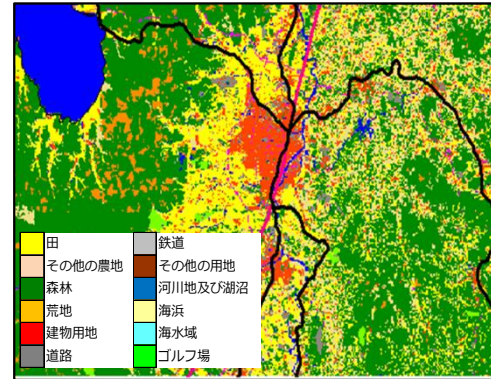 田
その他の農地
森林
荒地
建物用地
道路
鉄道
その他の用地
河川地及び湖沼
海浜
海水域
ゴルフ場